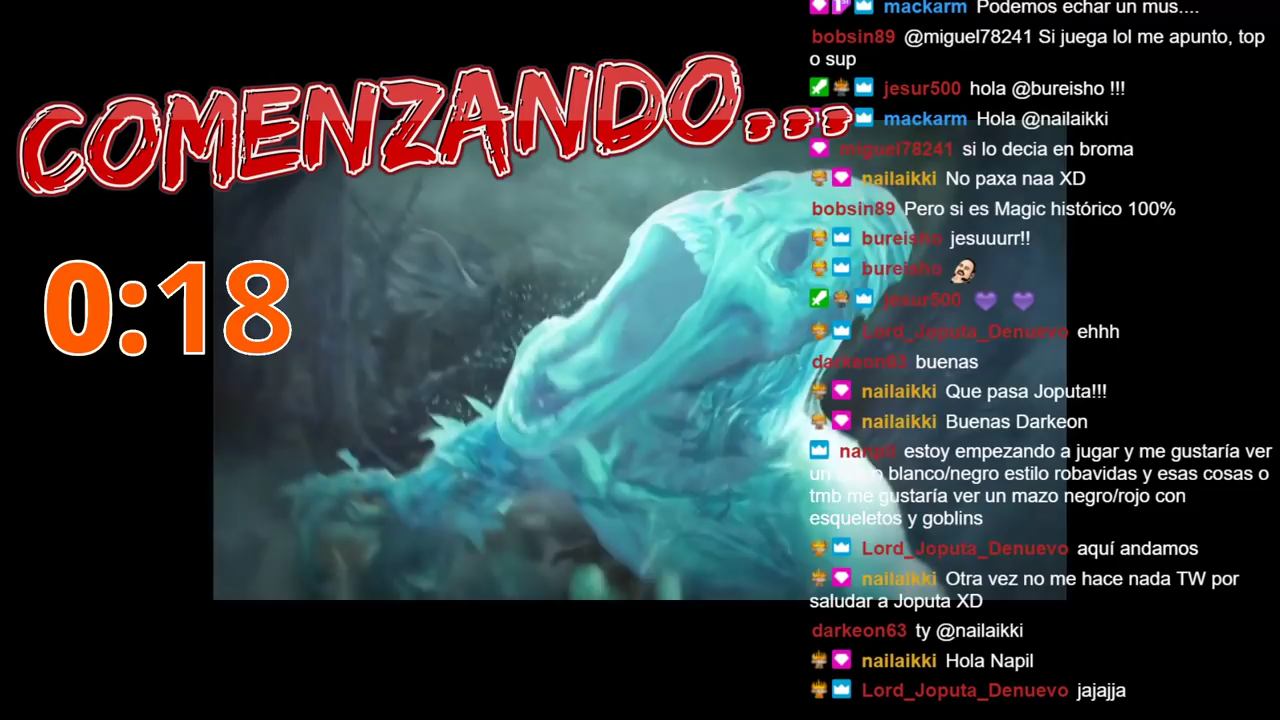 COMENZANDO...
0:18
mackarm Podemos echar un mus....
bobsin89 @miguel78241 Si juega lol me apunto, top
o sup
jesur500 hola @bureisho !!!
mackarm Hola @nailaikki
miguel78241 si lo decia en broma
nailaikki No paxa naa XD
bobsin89 Pero si es Magic histórico 100%
bureisho jesuuurr!!
bureisho
jesur500
Lord_Joputa_Denuevo ehhh
darkeon63 buenas
nailaikki Que pasa Joputa!!!
nailaikki Buenas Darkeon
estoy empezando a jugar y me gustaría ver
un blanco/negro estilo robavidas y esas cosas o
tmb me gustaría ver un mazo negro/rojo con
esqueletos y goblins
Lord_Joputa_Denuevo aquí andamos
nailaikki Otra vez no me hace nada TW por
saludar a Joputa XD
darkeon63 ty @nailaikki
nailaikki Hola Napil
Lord_Joputa_Denuevo jajajja